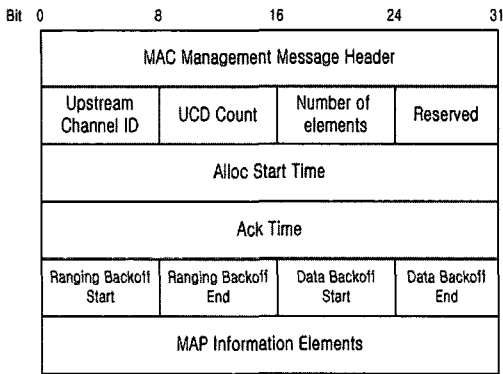 Bit 0 8 16 24 31
MAC Management Message Header
Upstream Channel ID
UCD Count
Number of elements
Reserved
Alloc Start Time
Ack Time
Ranging Backoff Start
Ranging Backoff End
Data Backoff Start
Data Backoff End
MAP Information Elements